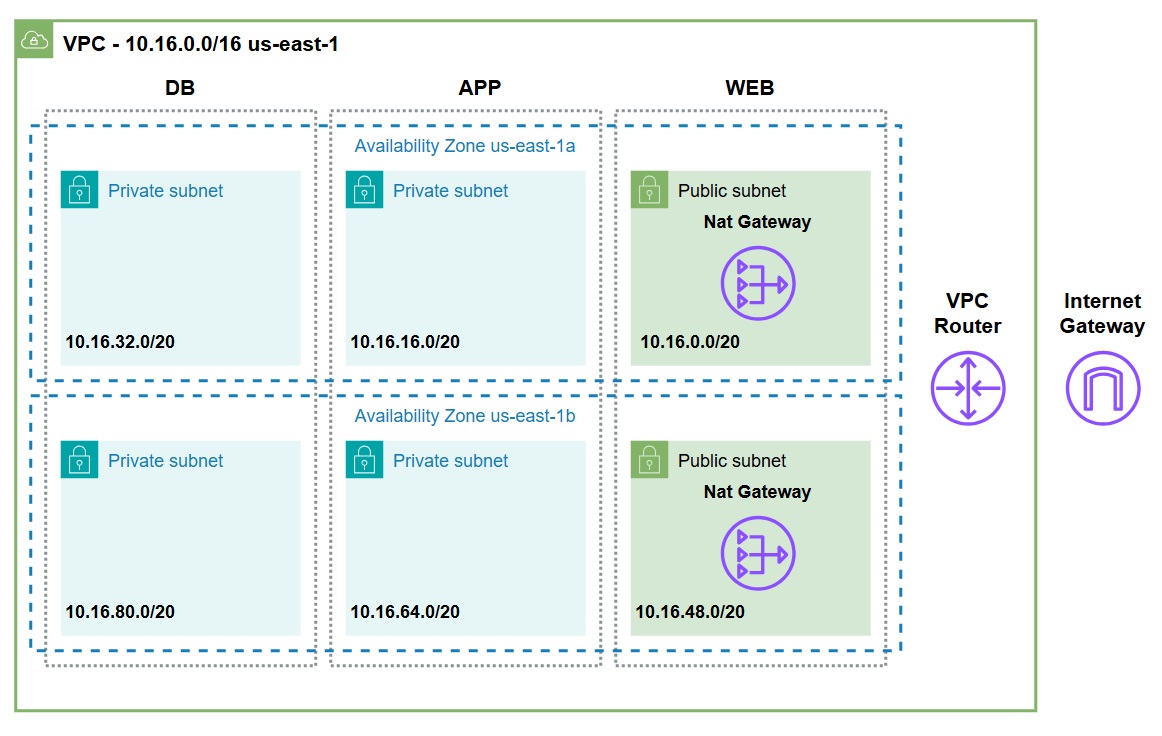 VPC - 10.16.0.0/16 us-east-1
DB
APP
WEB
Availability Zone us-east-1a
Private subnet
Private subnet
Public subnet
Nat Gateway
10.16.32.0/20
10.16.16.0/20
10.16.0.0/20
VPC
Router
Internet
Gateway
Availability Zone us-east-1b
Private subnet
Private subnet
Public subnet
Nat Gateway
10.16.80.0/20
10.16.64.0/20
10.16.48.0/20